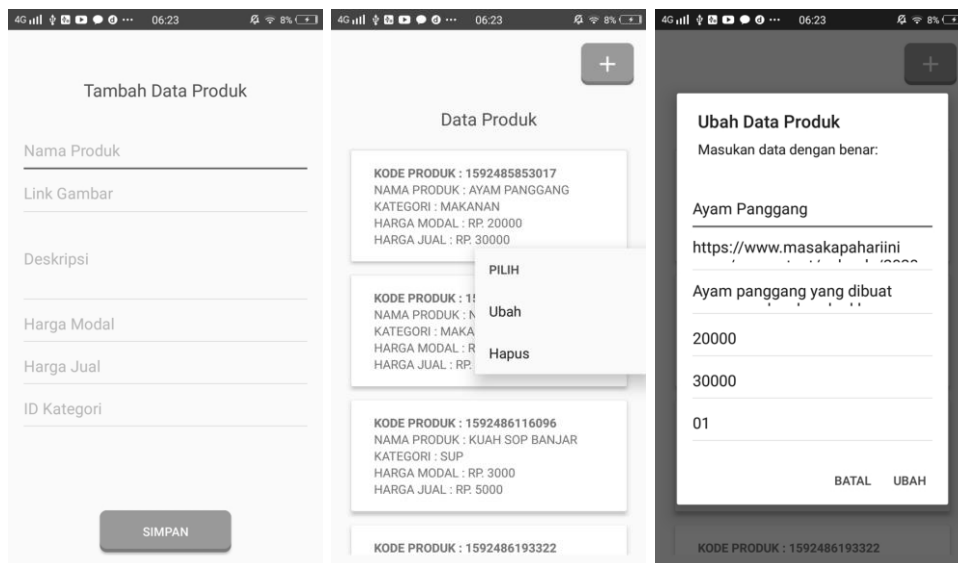 4G 06:23 8%
Tambah Data Produk
Nama Produk
Link Gambar
Deskripsi
Harga Modal
Harga Jual
ID Kategori
SIMPAN
4G 06:23 8%
+
Data Produk
KODE PRODUK : 1592485853017
NAMA PRODUK : AYAM PANGGANG
KATEGORI : MAKANAN
HARGA MODAL : RP. 20000
HARGA JUAL : RP. 30000
PILIH
Ubah
Hapus
KODE PRODUK :
NAMA PRODUK :
KATEGORI :
HARGA MODAL :
HARGA JUAL : RP.
KODE PRODUK : 1592486116096
NAMA PRODUK : KUAH SOP BANJAR
KATEGORI : SUP
HARGA MODAL : RP. 3000
HARGA JUAL : RP. 5000
KODE PRODUK : 1592486193322
4G 06:23 8%
+
Ubah Data Produk
Masukan data dengan benar:
Ayam Panggang
https://www.masakapahariini
Ayam panggang yang dibuat
20000
30000
01
BATAL UBAH
KODE PRODUK : 1592486193322